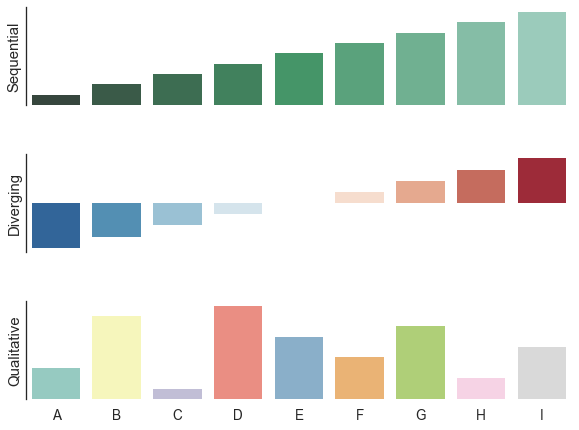 Sequential
Diverging
Qualitative
A B C D E F G H I